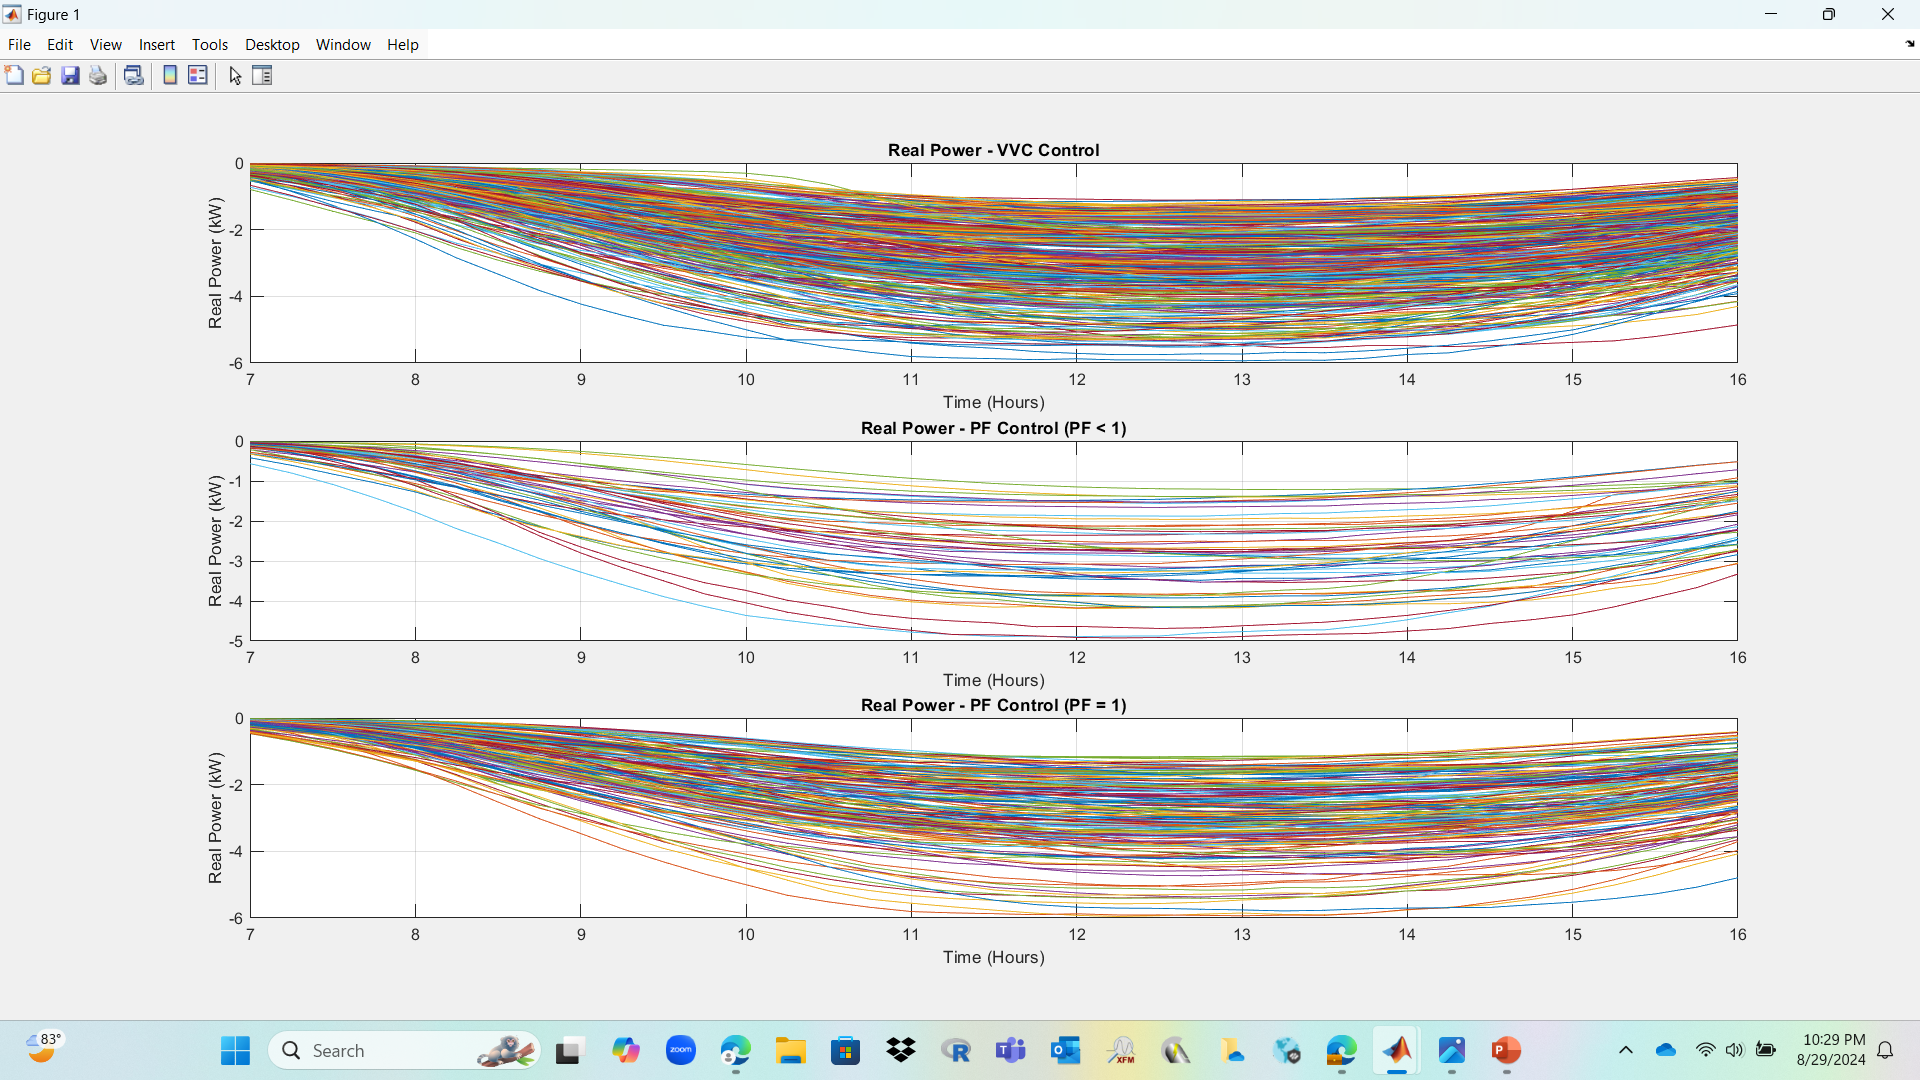 Figure 1
File Edit View Insert Tools Desktop Window Help
Real Power - VVC Control
Real Power (kW)
0
-2
-4
-6
7 8 9 10 11 12 13 14 15 16
Time (Hours)
Real Power - PF Control (PF < 1)
Real Power (kW)
0
-1
-2
-3
-4
-5
7 8 9 10 11 12 13 14 15 16
Time (Hours)
Real Power - PF Control (PF = 1)
Real Power (kW)
0
-2
-4
-6
7 8 9 10 11 12 13 14 15 16
Time (Hours)
83°
Search
zoom
XFM
10:29 PM
8/29/2024